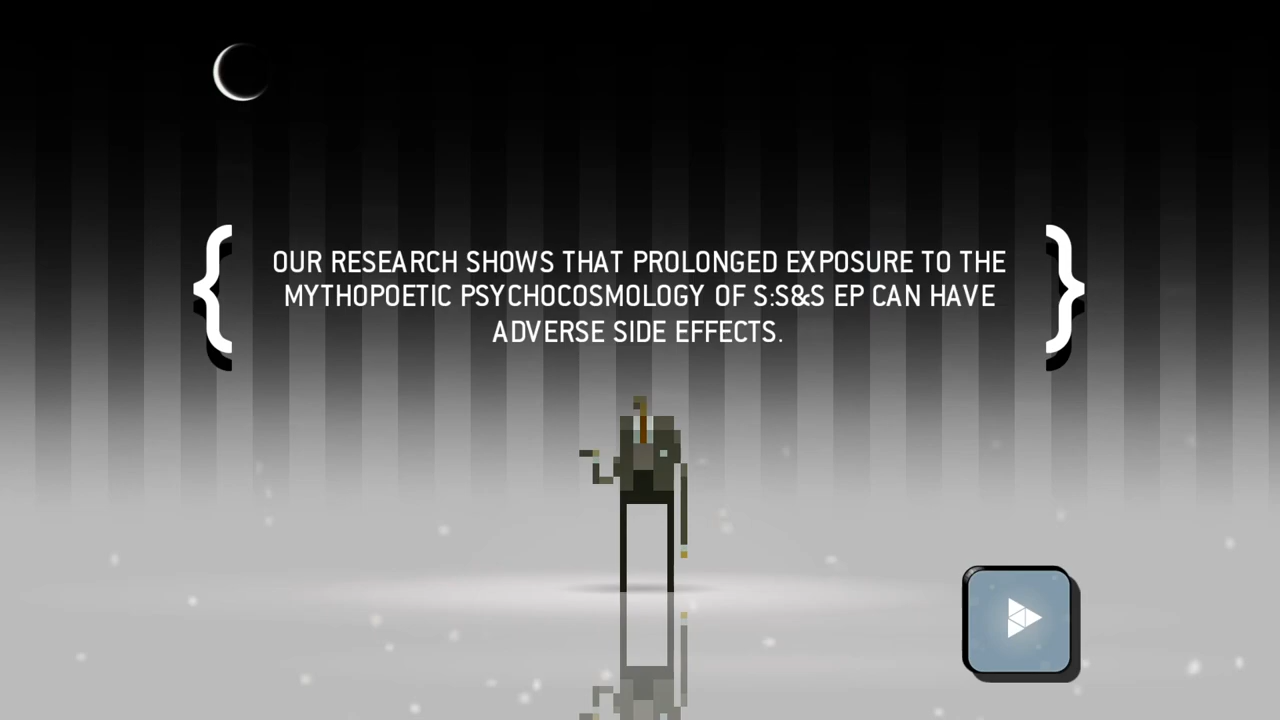 OUR RESEARCH SHOWS THAT PROLONGED EXPOSURE TO THE
MYTHOPOETIC PSYCHOCOSMOLOGY OF S:S&S EP CAN HAVE
ADVERSE SIDE EFFECTS.